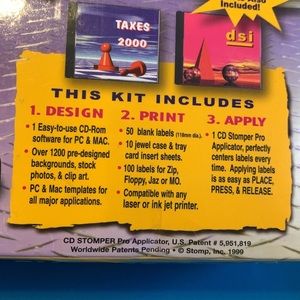 Also
Included!
TAXES
2000
dsi
THIS KIT INCLUDES
1. DESIGN
• 1 Easy-to-use CD-Rom
software for PC & MAC.
• Over 1200 pre-designed
backgrounds, stock
photos, & clip art.
• PC & Mac templates for
all major applications.
2. PRINT
• 50 blank labels (118mm dia.)
• 10 jewel case & tray
card insert sheets.
• 100 labels for Zip,
Floppy, Jaz or MO.
• Compatible with any
laser or ink jet printer.
3. APPLY
• 1 CD Stomper Pro
Applicator, perfectly
centers labels every
time. Applying labels
is as easy as PLACE,
PRESS, & RELEASE.
CD STOMPER Pro Applicator, U.S. Patent # 5,951,819
Worldwide Patents Pending • © Stomp, Inc. 1999